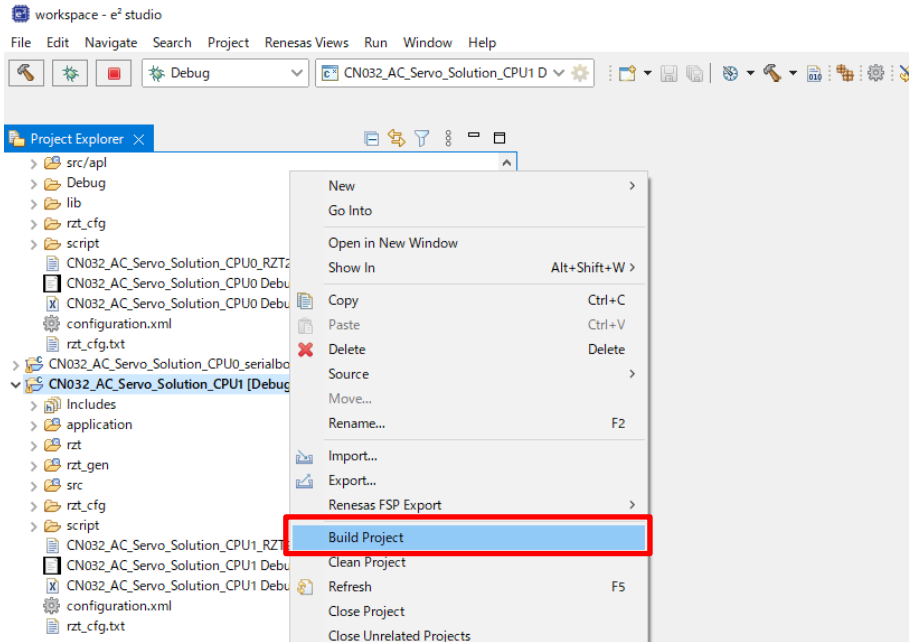 workspace - e² studio
File Edit Navigate Search Project Renesas Views Run Window Help
Debug
CN032_AC_Servo_Solution_CPU1 D
Project Explorer
src/apl
Debug
lib
rzt_cfg
script
CN032_AC_Servo_Solution_CPU0_RZT2
CN032_AC_Servo_Solution_CPU0 Debu
CN032_AC_Servo_Solution_CPU0 Debu
configuration.xml
rzt_cfg.txt
CN032_AC_Servo_Solution_CPU0_serialbo
CN032_AC_Servo_Solution_CPU1 [Debug
Includes
application
rzt
rzt_gen
src
rzt_cfg
script
CN032_AC_Servo_Solution_CPU1_RZT
CN032_AC_Servo_Solution_CPU1 Debu
CN032_AC_Servo_Solution_CPU1 Debu
configuration.xml
rzt_cfg.txt
New
Go Into
Open in New Window
Show In Alt+Shift+W >
Copy Ctrl+C
Paste Ctrl+V
Delete Delete
Source
Move...
Rename... F2
Import...
Export...
Renesas FSP Export
Build Project
Clean Project
Refresh F5
Close Project
Close Unrelated Projects